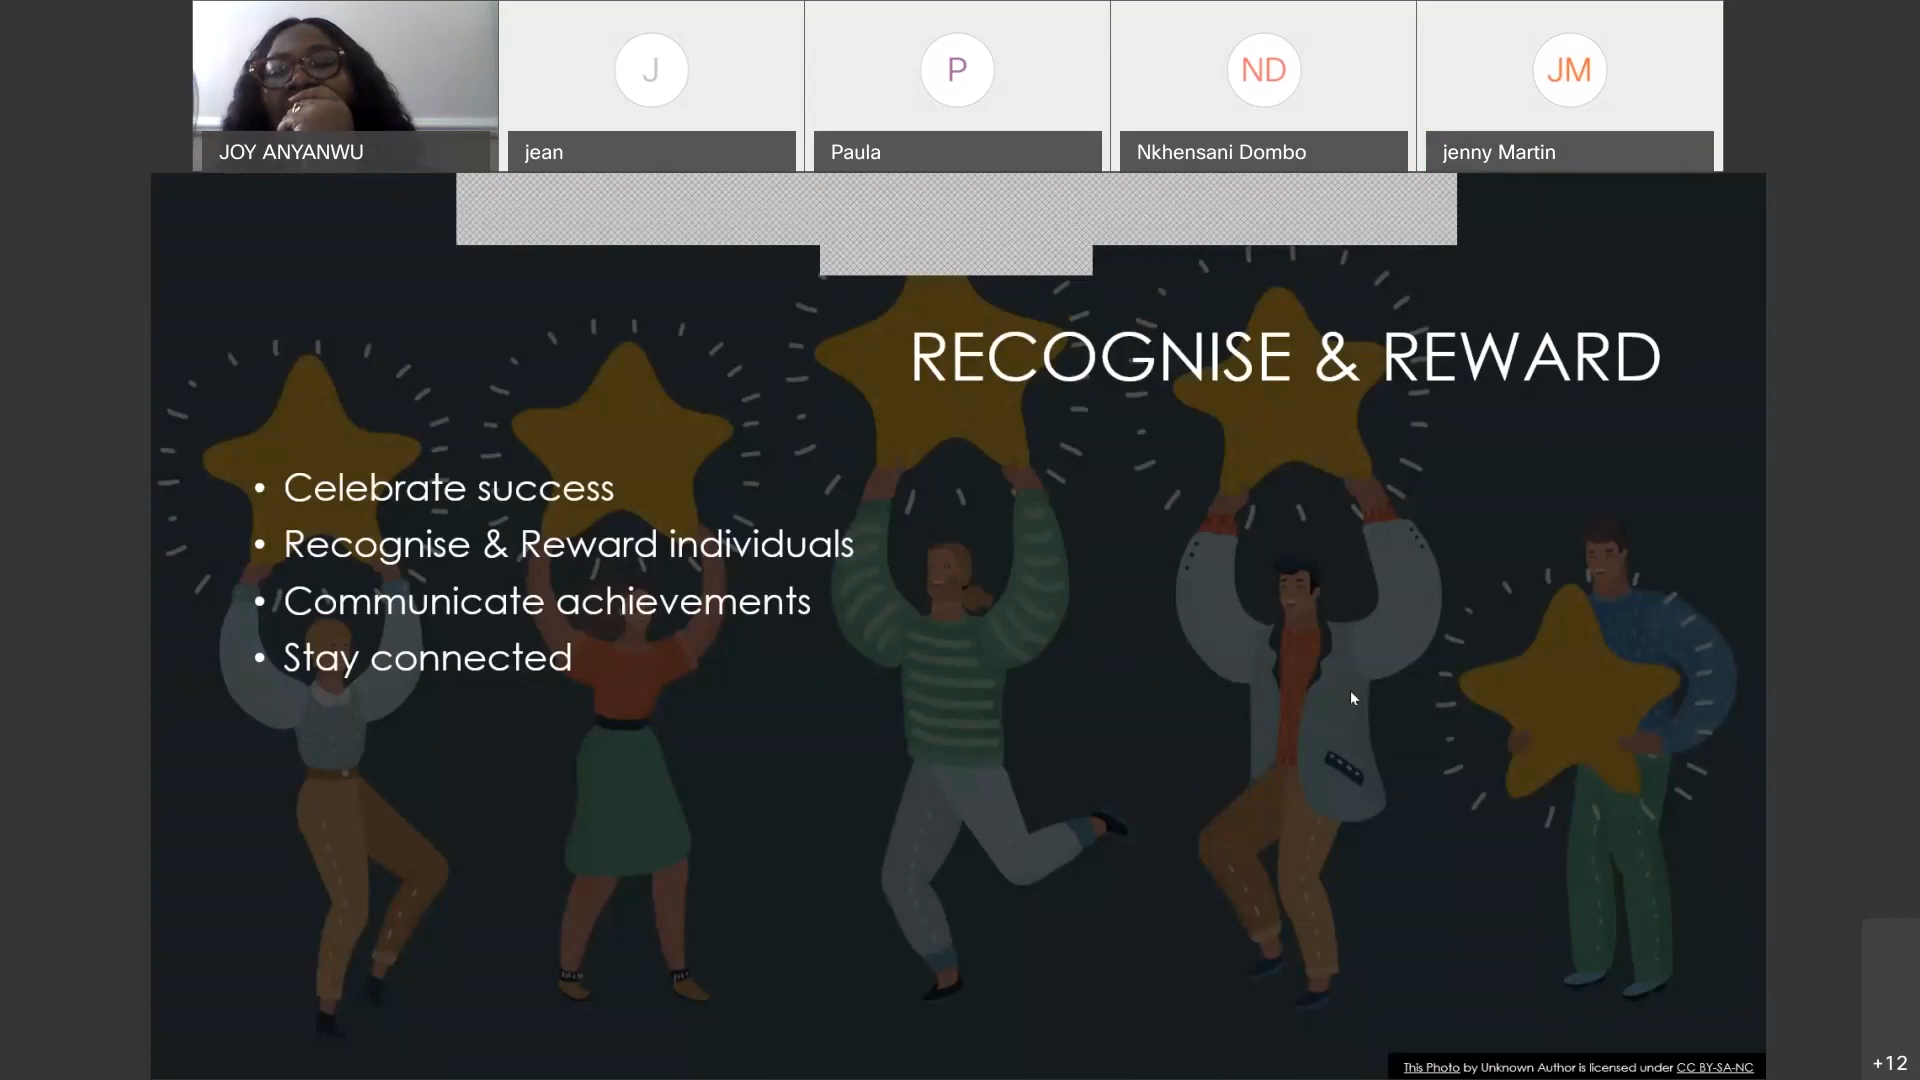 J
P
ND
JM
JOY ANYANWU
jean
Paula
Nkhensani Dombo
jenny Martin
RECOGNISE & REWARD
• Celebrate success
• Recognise & Reward individuals
• Communicate achievements
• Stay connected
This Photo by Unknown Author is licensed under CC BY-SA-NC
+12